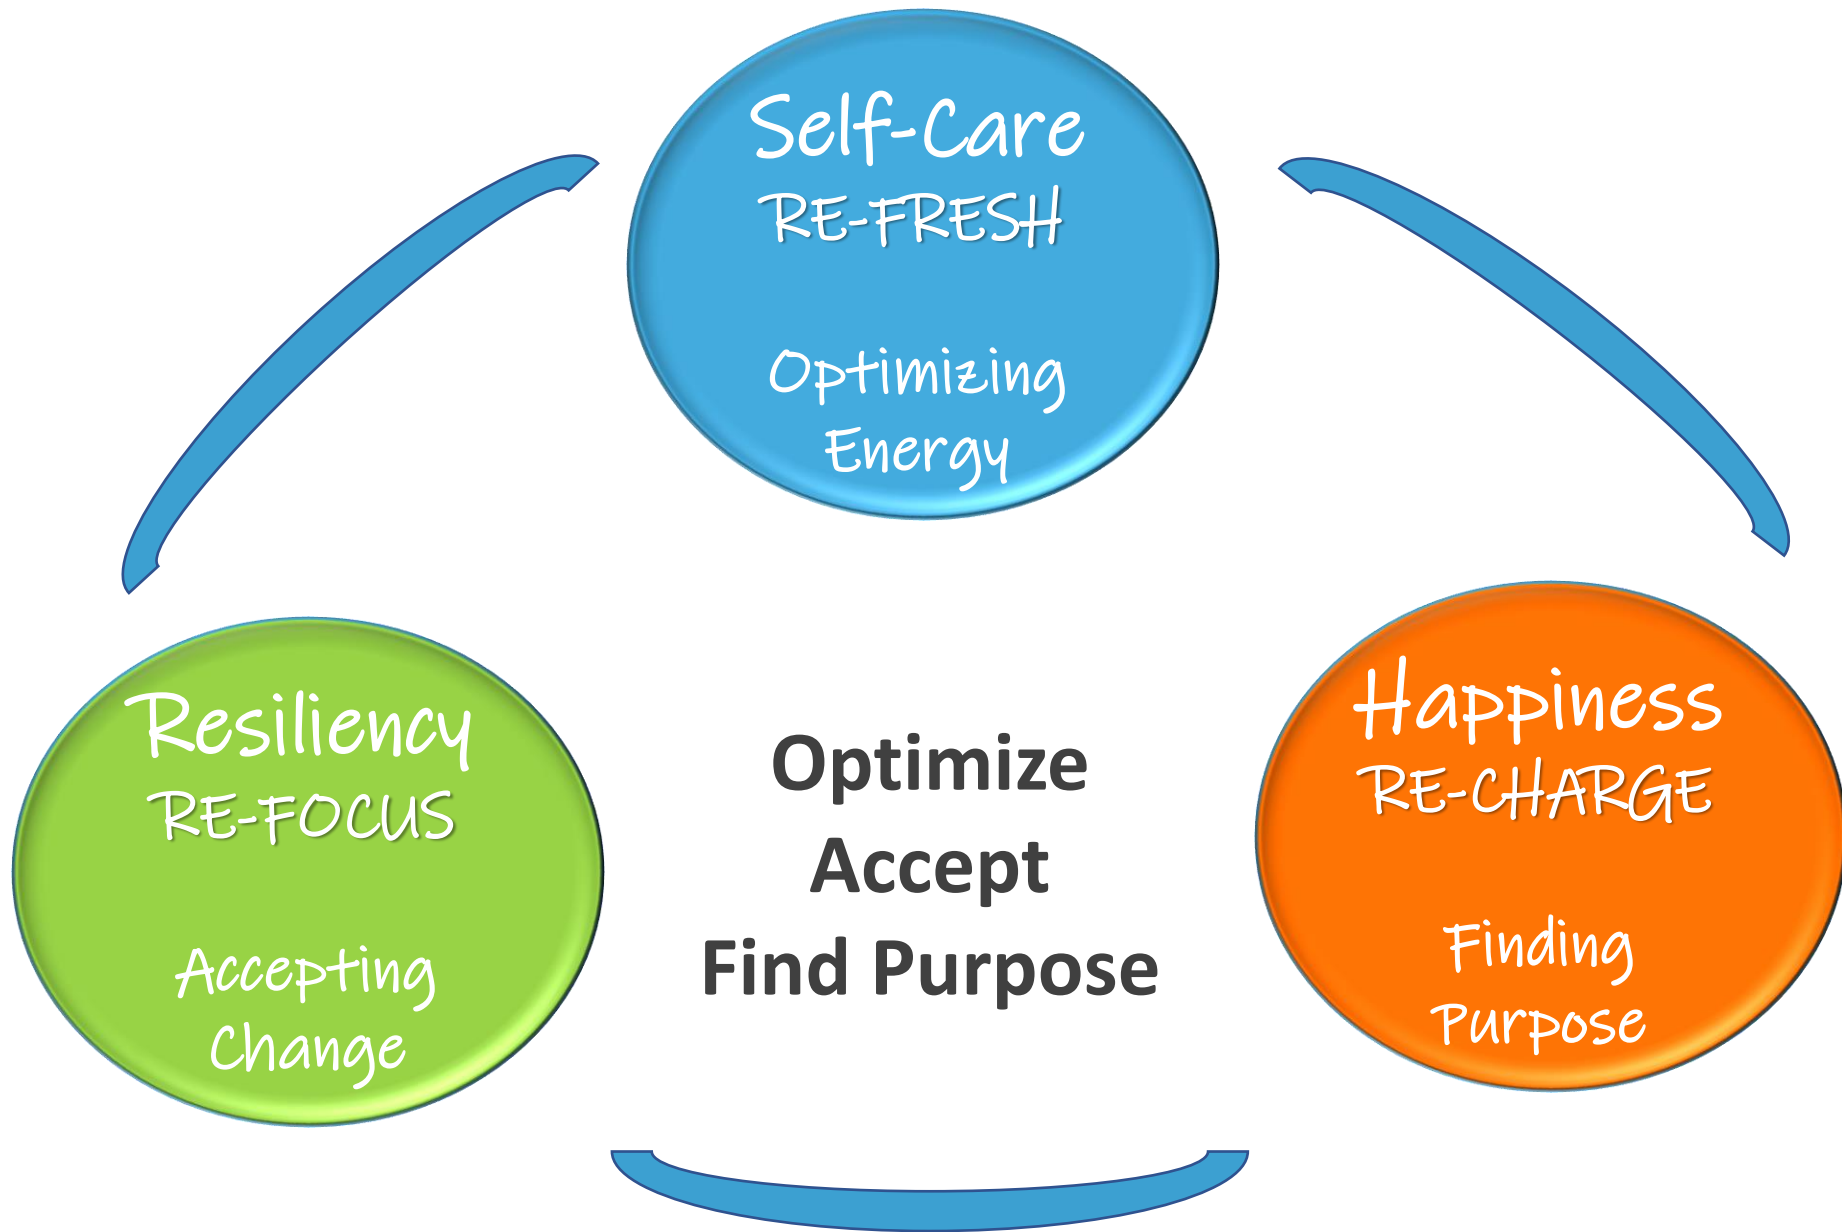 Self-Care
RE-FRESH
Optimizing
Energy
Resiliency
RE-FOCUS
Accepting
Change
Optimize
Accept
Find Purpose
Happiness
RE-CHARGE
Finding
Purpose